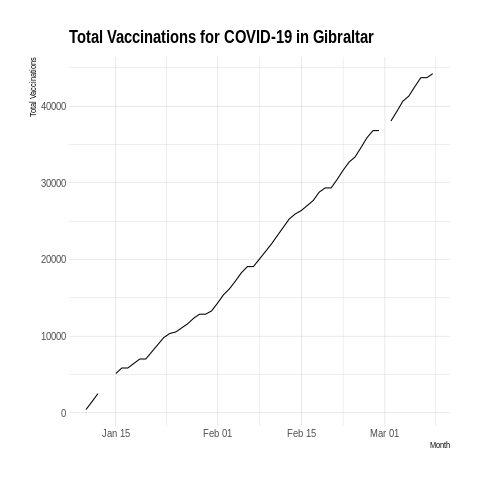 Total Vaccinations for COVID-19 in Gibraltar
Total Vaccinations
40000
30000
20000
10000
0
Jan 15 Feb 01 Feb 15 Mar 01
Month